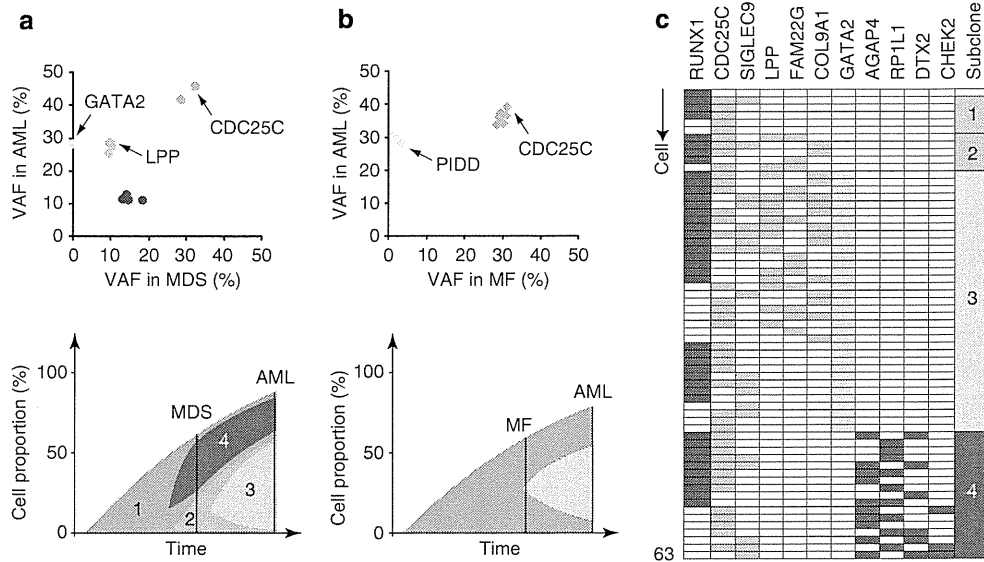 a
VAF in AML (%)
50
40
30
20
10
0
GATA2
CDC25C
LPP
0 10 20 30 40 50
VAF in MDS (%)
Cell proportion (%)
100
50
0
MDS
AML
1
2
3
4
Time
b
VAF in AML (%)
50
40
30
20
10
0
CDC25C
PIDD
0 10 20 30 40 50
VAF in MF (%)
Cell proportion (%)
100
50
0
MF
AML
Time
c
RUNX1
CDC25C
SIGLEC9
LPP
FAM22G
COL9A1
GATA2
AGAP4
RP1L1
DTX2
CHEK2
Subclone
Cell
1
2
3
4
63